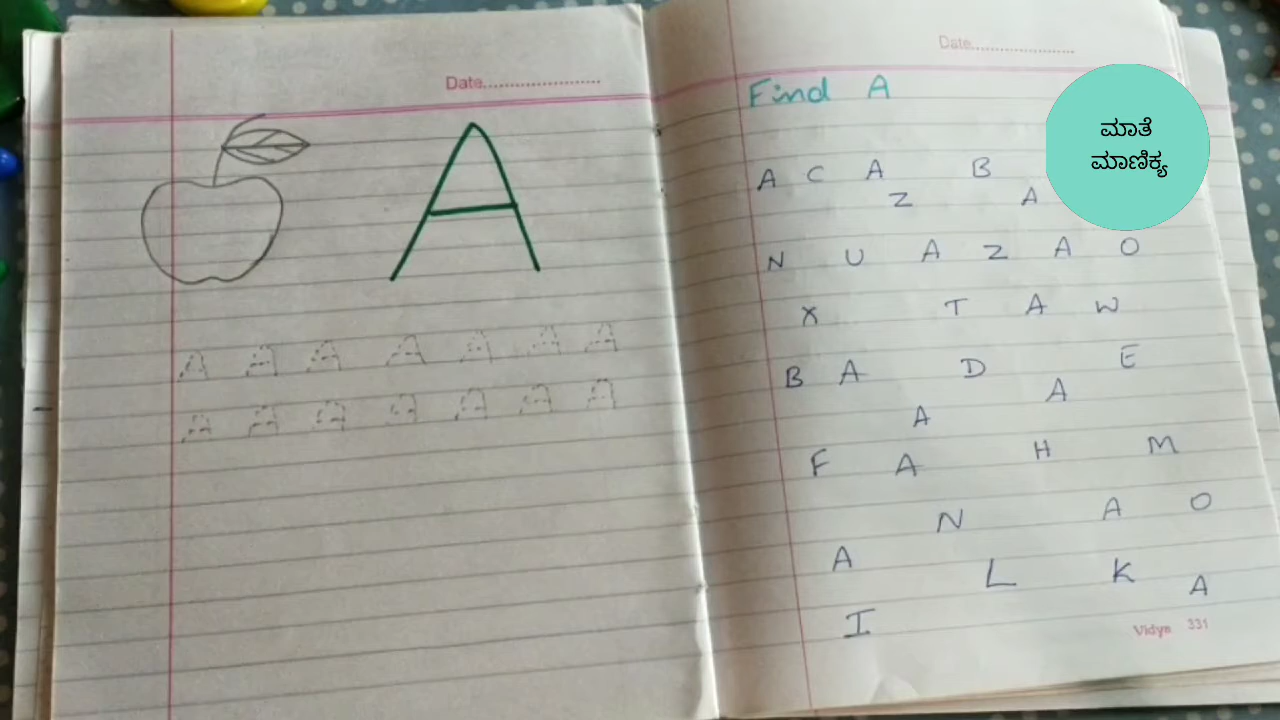 Date
A
A A A A A A A
A A A A A A A
Date
Find A
A C A B
Z A
N U A Z A O
X T A W
B A D E
A A
F A H M
N A O
A L K A
I
Vidya 331
ಮಾತೆ
ಮಾಣಿಕ್ಯ